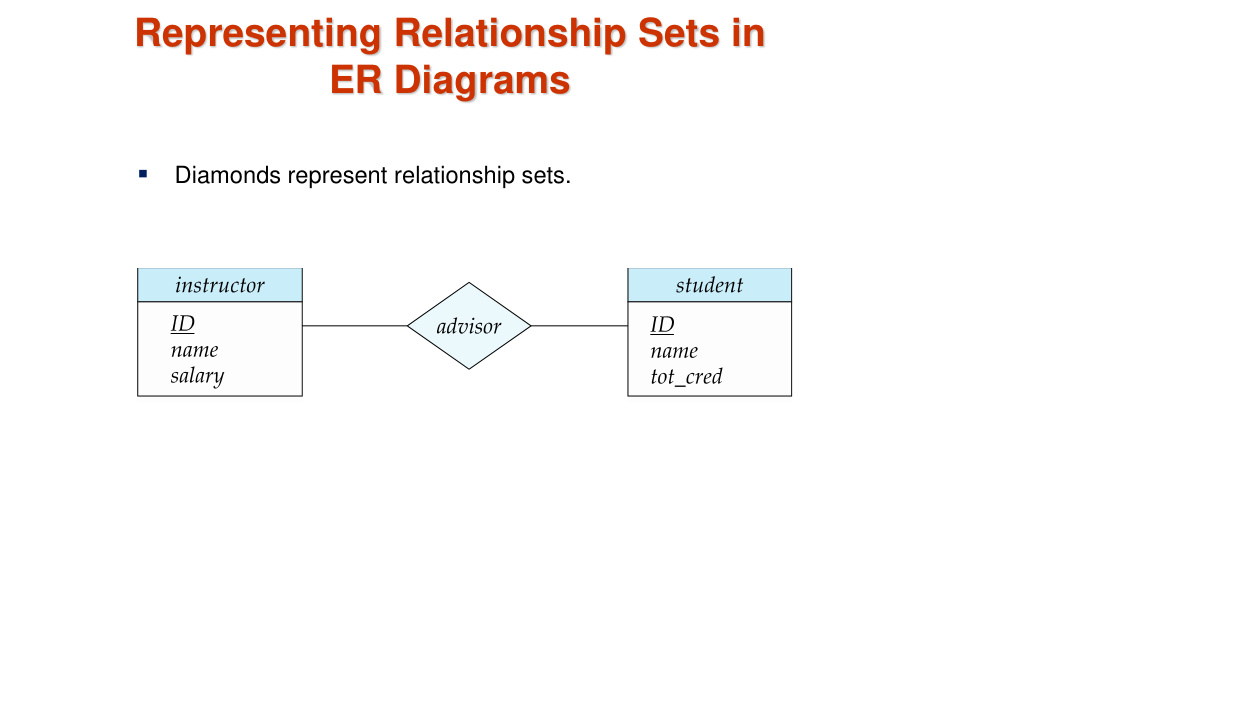 Representing Relationship Sets in
ER Diagrams
▪ Diamonds represent relationship sets.
instructor
ID
name
salary
advisor
student
ID
name
tot_cred